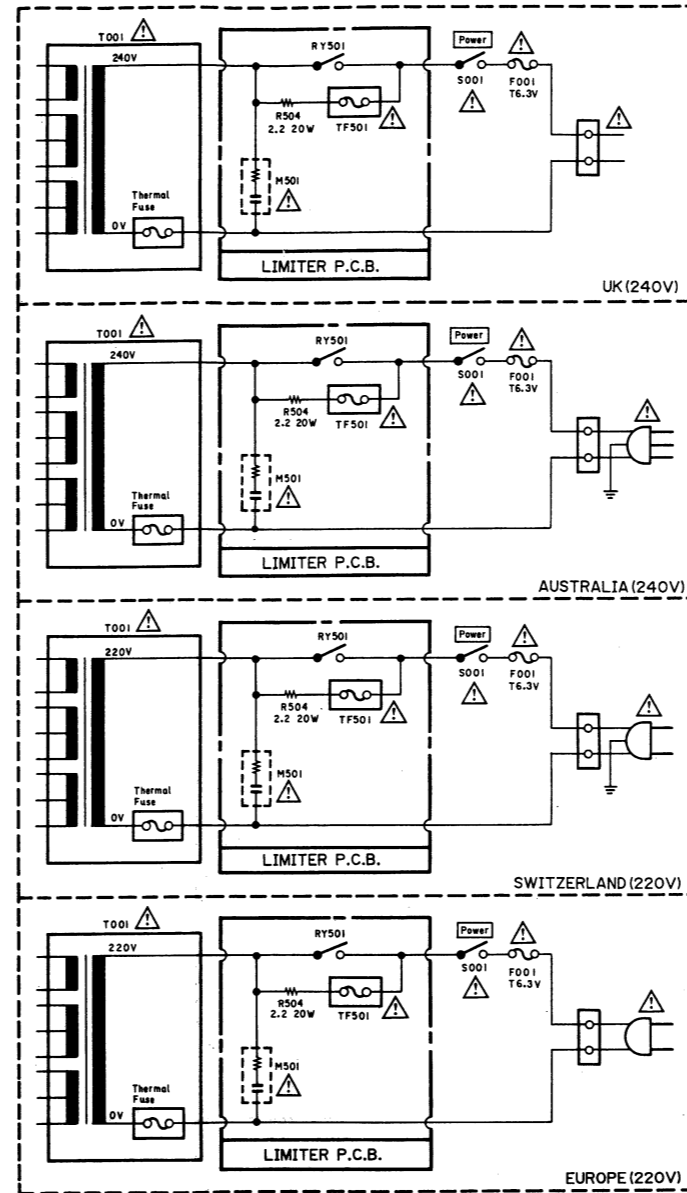 T001
240V
RY501
Power
S001
F001
T6.3V
R504
2.2 20W
TF501
M501
Thermal
Fuse
0V
LIMITER P.C.B.
UK(240V)
T001
240V
RY501
Power
S001
F001
T6.3V
R504
2.2 20W
TF501
M501
Thermal
Fuse
0V
LIMITER P.C.B.
AUSTRALIA(240V)
T001
220V
RY501
Power
S001
F001
T6.3V
R504
2.2 20W
TF501
M501
Thermal
Fuse
0V
LIMITER P.C.B.
SWITZERLAND(220V)
T001
220V
RY501
Power
S001
F001
T6.3V
R504
2.2 20W
TF501
M501
Thermal
Fuse
0V
LIMITER P.C.B.
EUROPE(220V)